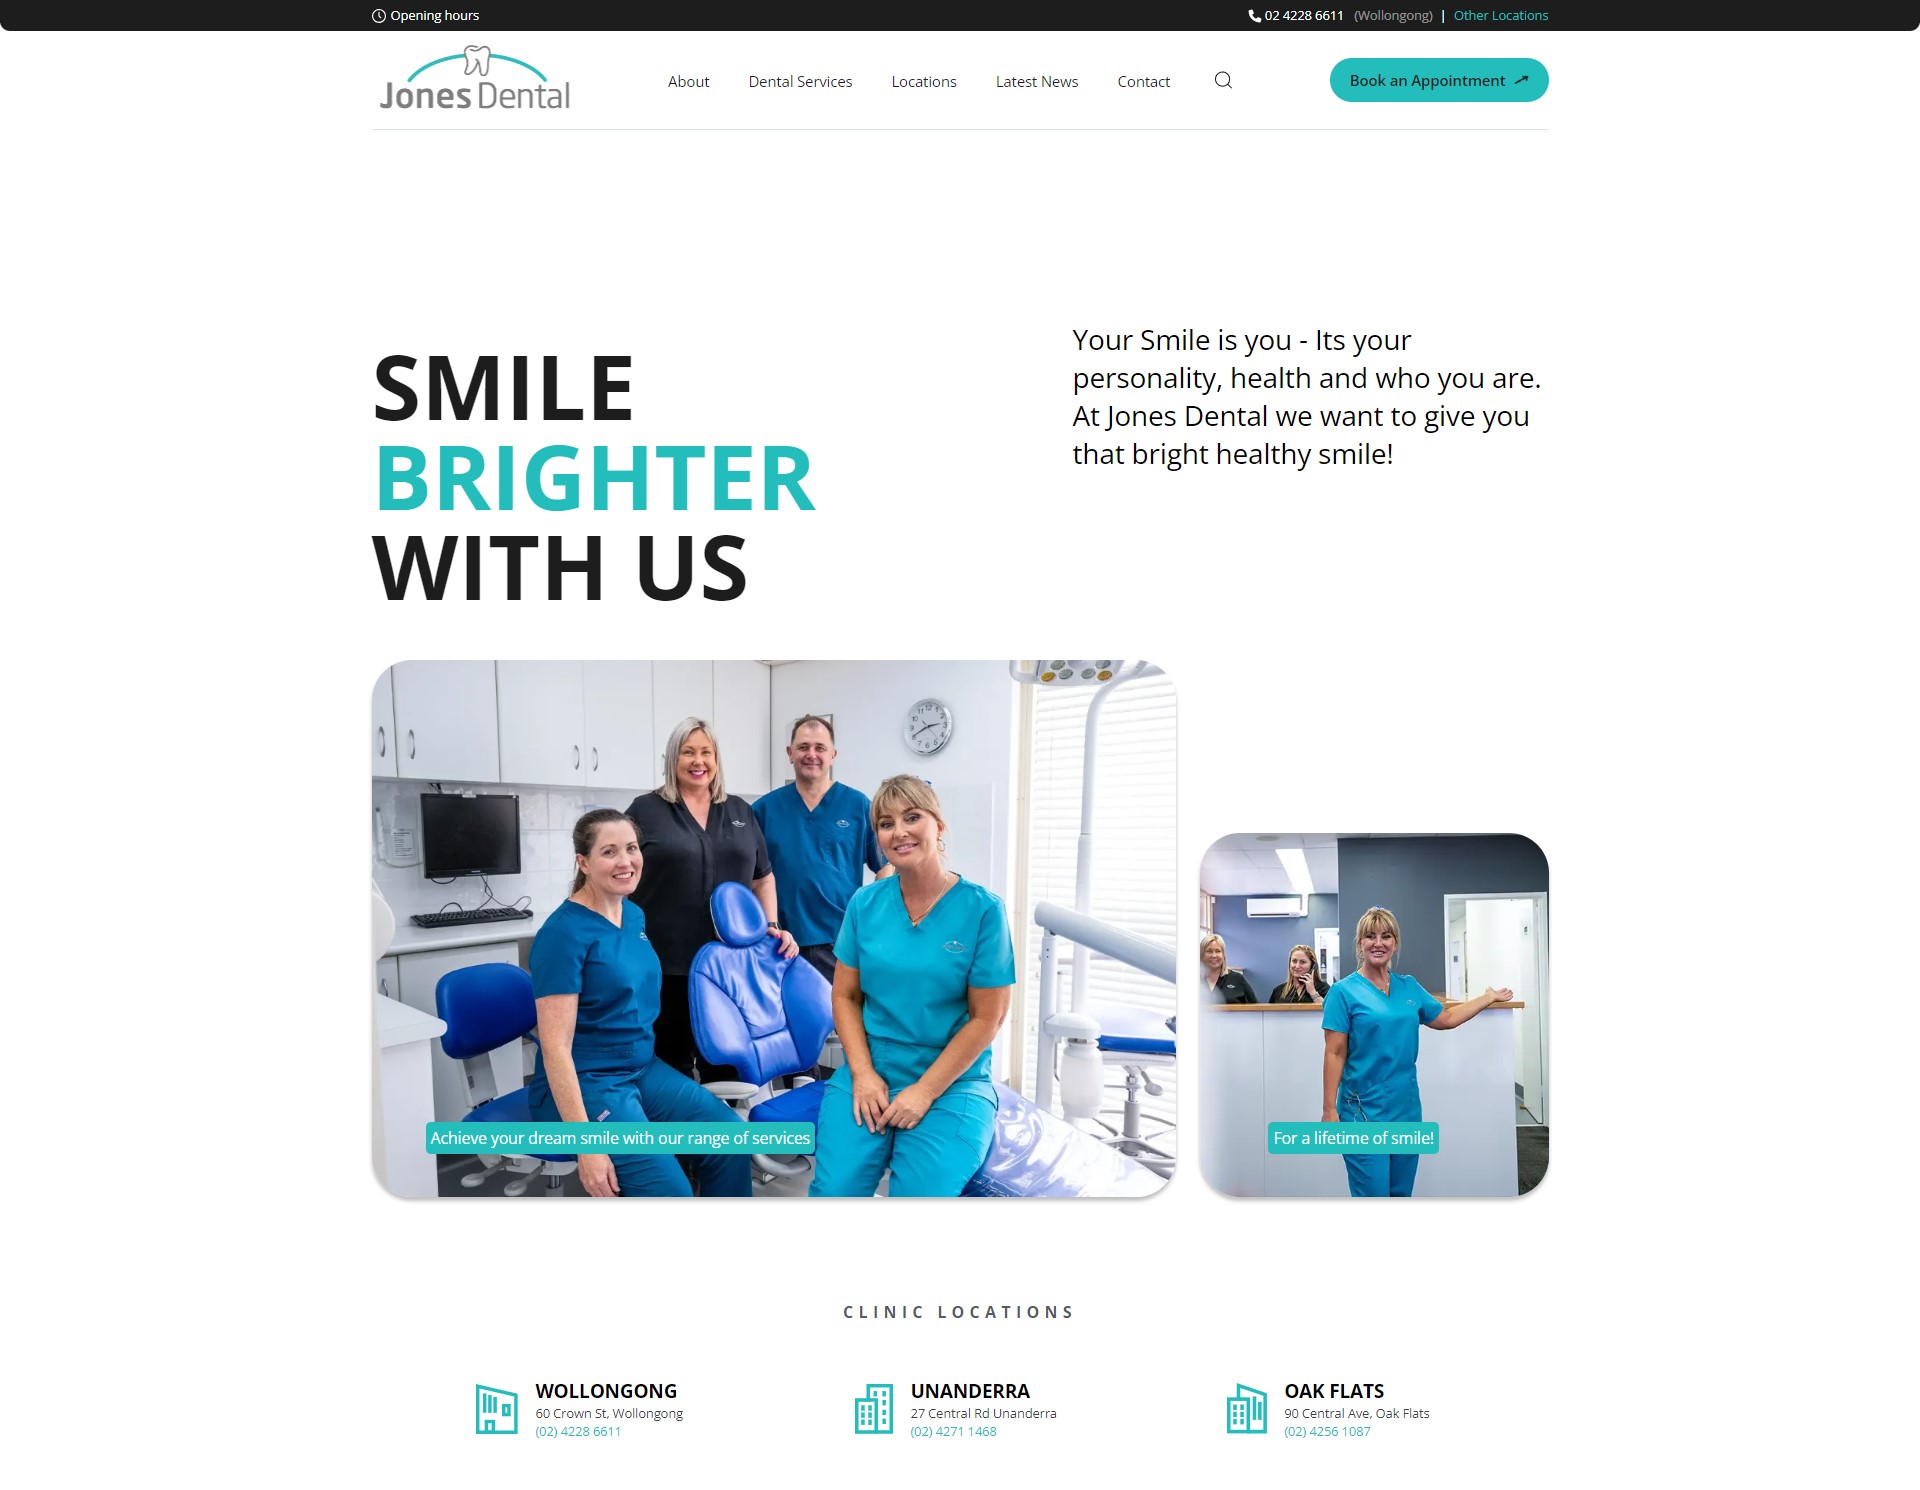 Opening hours
02 4228 6611 (Wollongong) | Other Locations
Jones Dental
About
Dental Services
Locations
Latest News
Contact
Book an Appointment
SMILE
BRIGHTER
WITH US
Your Smile is you - Its your
personality, health and who you are.
At Jones Dental we want to give you
that bright healthy smile!
Achieve your dream smile with our range of services
For a lifetime of smile!
CLINIC LOCATIONS
WOLLONGONG
60 Crown St, Wollongong
(02) 4228 6611
UNANDERRA
27 Central Rd Unanderra
(02) 4271 1468
OAK FLATS
90 Central Ave, Oak Flats
(02) 4256 1087